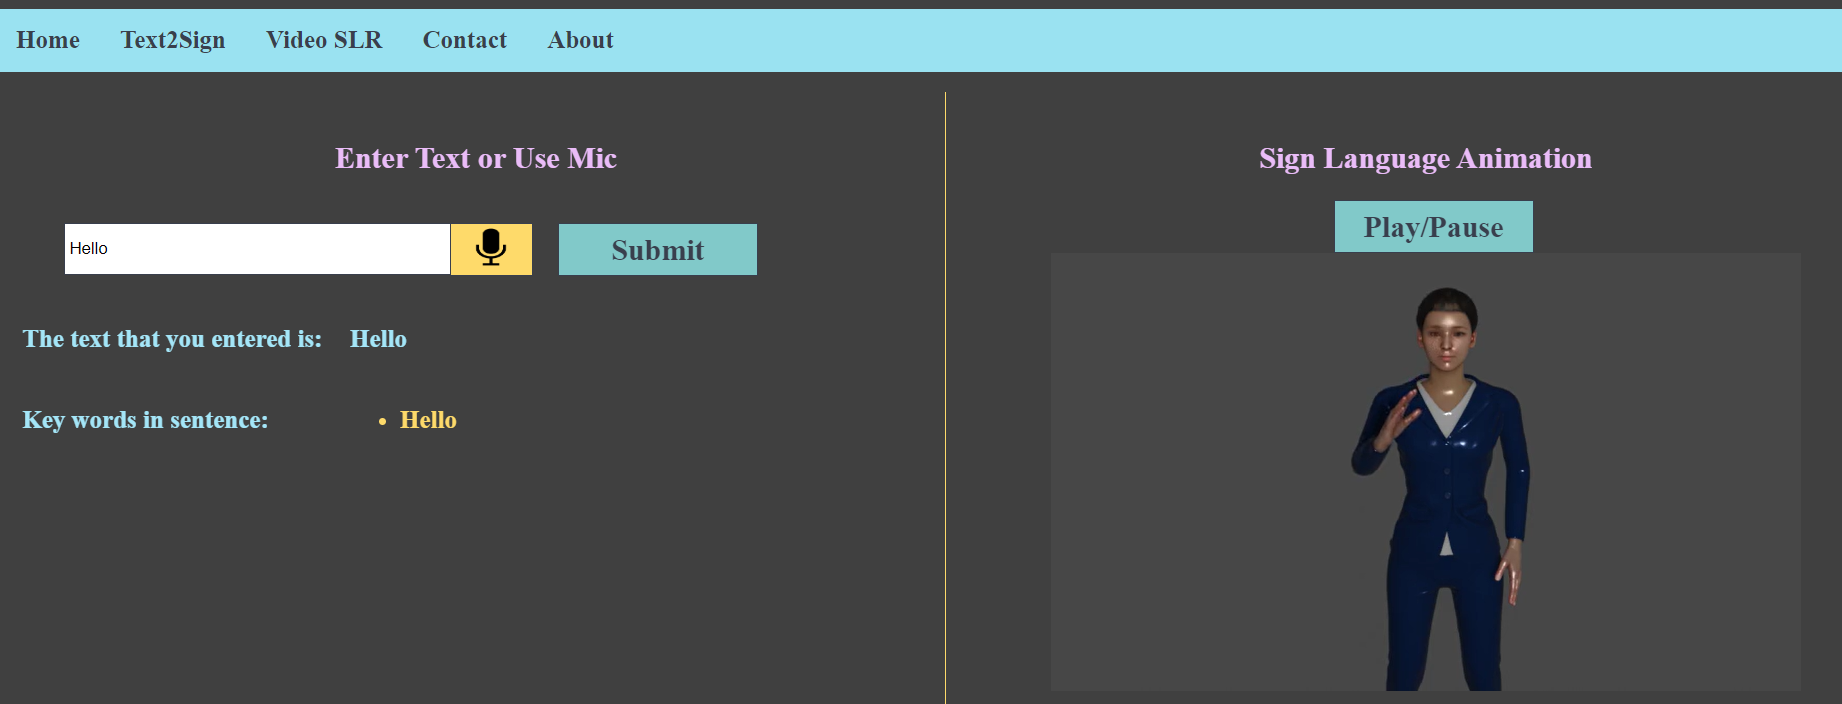 Home Text2Sign Video SLR Contact About
Enter Text or Use Mic
Hello
Submit
The text that you entered is: Hello
Key words in sentence:
• Hello
Sign Language Animation
Play/Pause